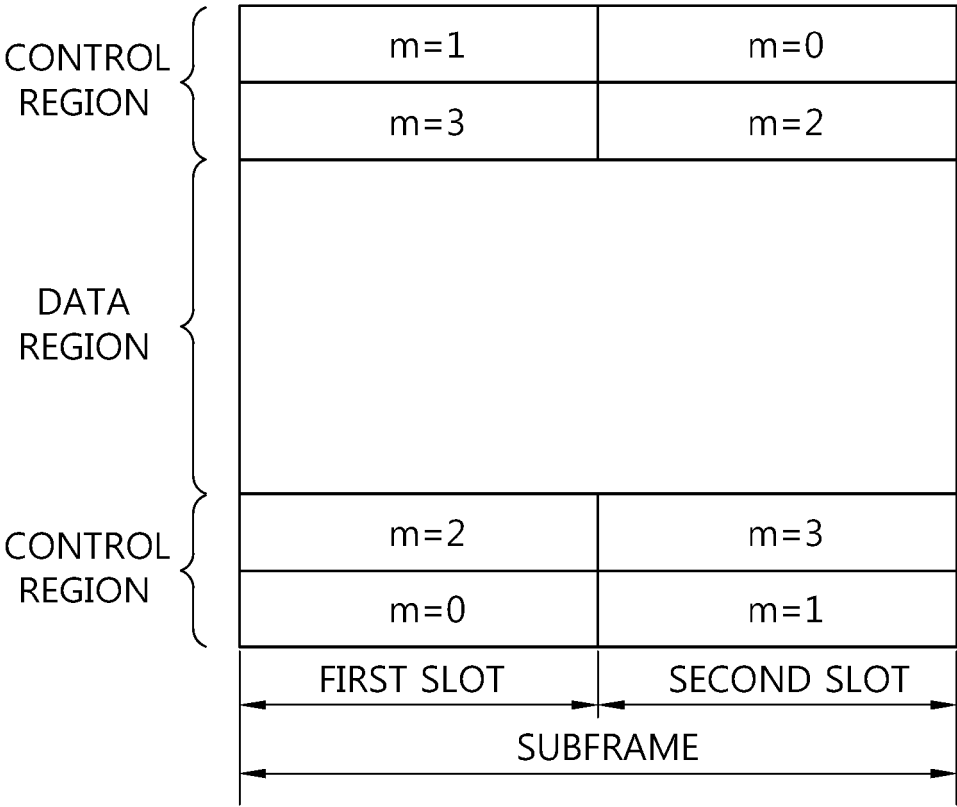 CONTROL
REGION
m=1
m=0
m=3
m=2
DATA
REGION
CONTROL
REGION
m=2
m=3
m=0
m=1
FIRST SLOT
SECOND SLOT
SUBFRAME